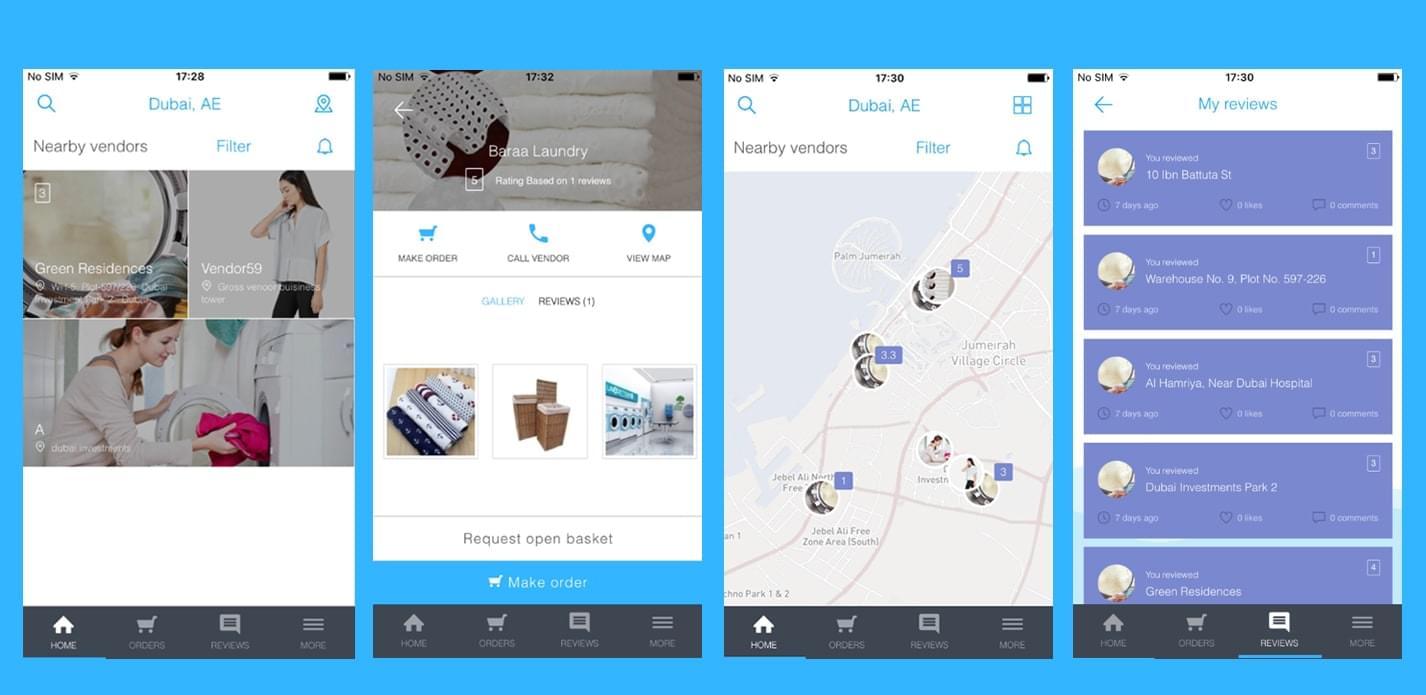 No SIM 17:28
Dubai, AE
Nearby vendors Filter
3
Green Residences
WI1-5, Plot-597/226, Dubai
Investment Park 2 - Dubai
Vendor59
Gross vendor buisiness
tower
A
dubai investments
HOME ORDERS REVIEWS MORE
No SIM 17:32
Baraa Laundry
5 Rating Based on 1 reviews
MAKE ORDER CALL VENDOR VIEW MAP
GALLERY REVIEWS (1)
Request open basket
Make order
HOME ORDERS REVIEWS MORE
No SIM 17:30
Dubai, AE
Nearby vendors Filter
Palm Jumeirah
5
3.3
Jumeirah
Village Circle
3
Jebel Ali North
Free
1
Investm
Jebel Ali Free
Zone Area [South]
an 1
chno Park 1 & 2
HOME ORDERS REVIEWS MORE
No SIM 17:30
My reviews
You reviewed 3
10 Ibn Battuta St
7 days ago 0 likes 0 comments
You reviewed 1
Warehouse No. 9, Plot No. 597-226
7 days ago 0 likes 0 comments
You reviewed 3
Al Hamriya, Near Dubai Hospital
7 days ago 0 likes 0 comments
You reviewed 3
Dubai Investments Park 2
7 days ago 0 likes 0 comments
You reviewed 4
Green Residences
HOME ORDERS REVIEWS MORE